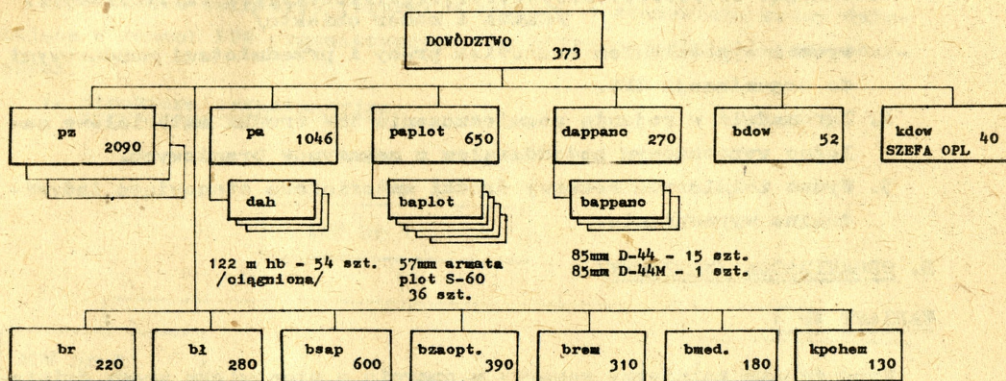 DOWÓDZTWO
373
pz
2090
pa
1046
paplot
650
dappanc
270
bdow
52
kdow
40
SZEFA OPL
dah
baplot
bappanc
122 m hb - 54 szt.
/ciągniona/
57mm armata
plot S-60
36 szt.
85mm D-44 - 15 szt.
85mm D-44M - 1 szt.
br
220
bł
280
bsap
600
bzaopt.
390
brem
310
bmed.
180
kpchem
130